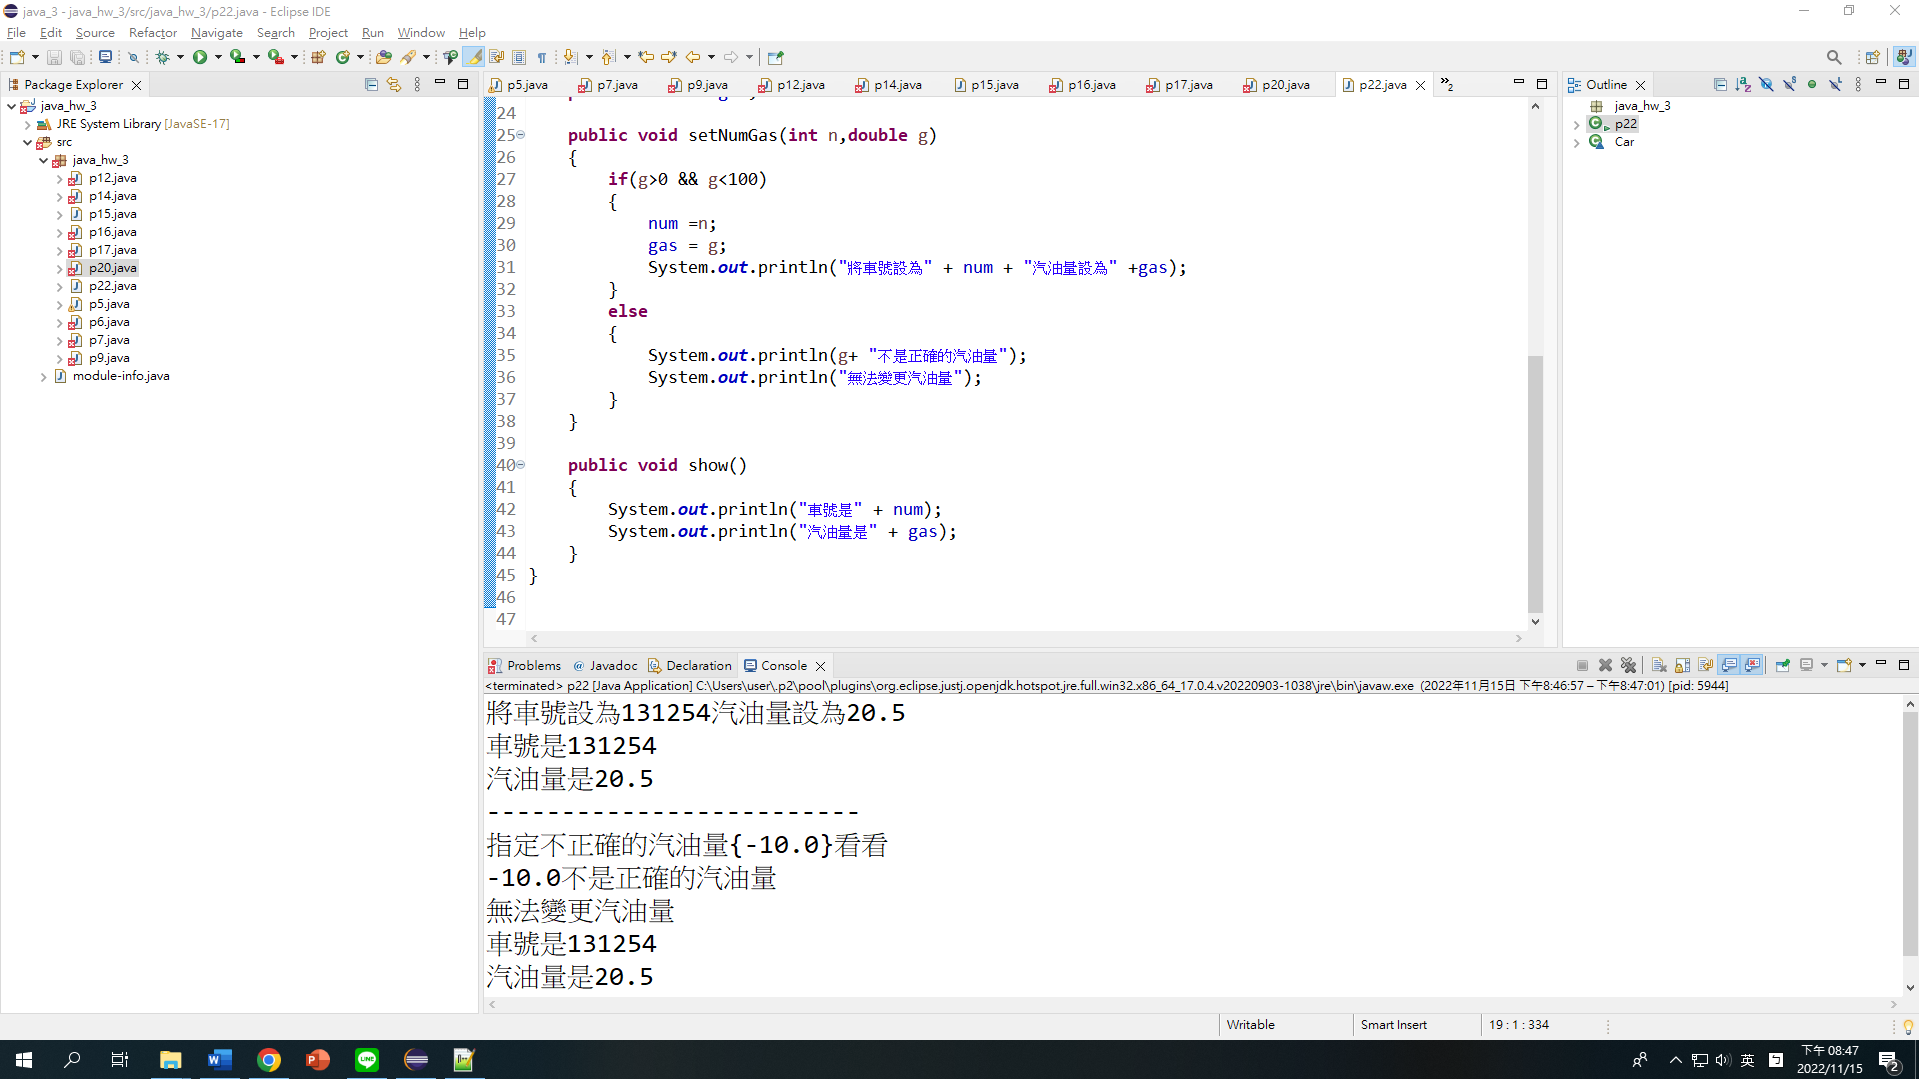 java_3 - java_hw_3/src/java_hw_3/p22.java - Eclipse IDE
File Edit Source Refactor Navigate Search Project Run Window Help
Package Explorer
java_hw_3
JRE System Library [JavaSE-17]
src
java_hw_3
p12.java
p14.java
p15.java
p16.java
p17.java
p20.java
p22.java
p5.java
p6.java
p7.java
p9.java
module-info.java
p5.java p7.java p9.java p12.java p14.java p15.java p16.java p17.java p20.java p22.java »2
24
25 public void setNumGas(int n,double g)
26 {
27 if(g>0 && g<100)
28 {
29 num =n;
30 gas = g;
31 System.out.println("將車號設為" + num + "汽油量設為" +gas);
32 }
33 else
34 {
35 System.out.println(g+ "不是正確的汽油量");
36 System.out.println("無法變更汽油量");
37 }
38 }
39
40 public void show()
41 {
42 System.out.println("車號是" + num);
43 System.out.println("汽油量是" + gas);
44 }
45 }
46
47
Outline
java_hw_3
p22
Car
Problems @ Javadoc Declaration Console
<terminated> p22 [Java Application] C:\Users\user\.p2\pool\plugins\org.eclipse.justj.openjdk.hotspot.jre.full.win32.x86_64_17.0.4.v20220903-1038\jre\bin\javaw.exe (2022年11月15日 下午8:46:57 – 下午8:47:01) [pid: 5944]
將車號設為131254汽油量設為20.5
車號是131254
汽油量是20.5
-------------------------
指定不正確的汽油量{-10.0}看看
-10.0不是正確的汽油量
無法變更汽油量
車號是131254
汽油量是20.5
Writable Smart Insert 19 : 1 : 334
英
下午 08:47
2022/11/15
2